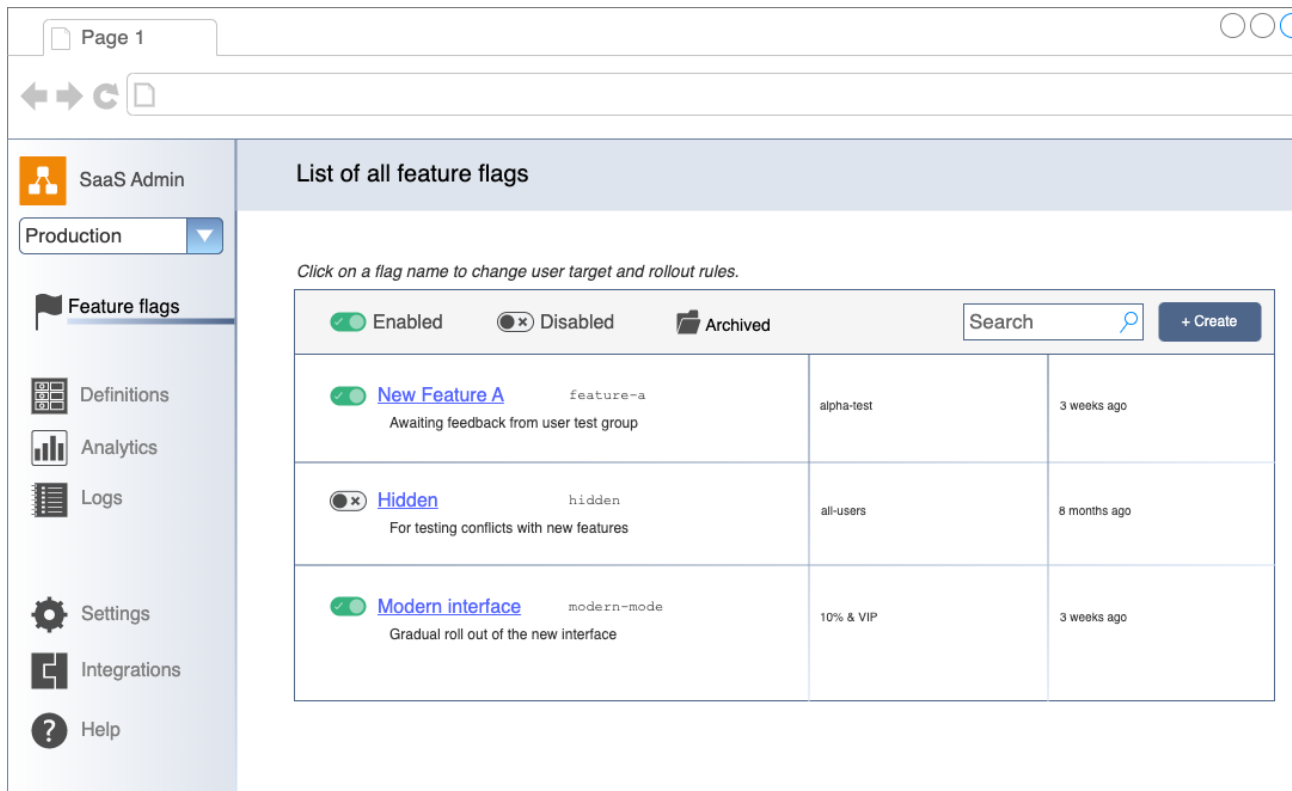 Page 1
SaaS Admin
Production
Feature flags
Definitions
Analytics
Logs
Settings
Integrations
Help
List of all feature flags
Click on a flag name to change user target and rollout rules.
Enabled Disabled Archived Search + Create
New Feature A feature-a alpha-test 3 weeks ago
Awaiting feedback from user test group
Hidden hidden all-users 8 months ago
For testing conflicts with new features
Modern interface modern-mode 10% & VIP 3 weeks ago
Gradual roll out of the new interface